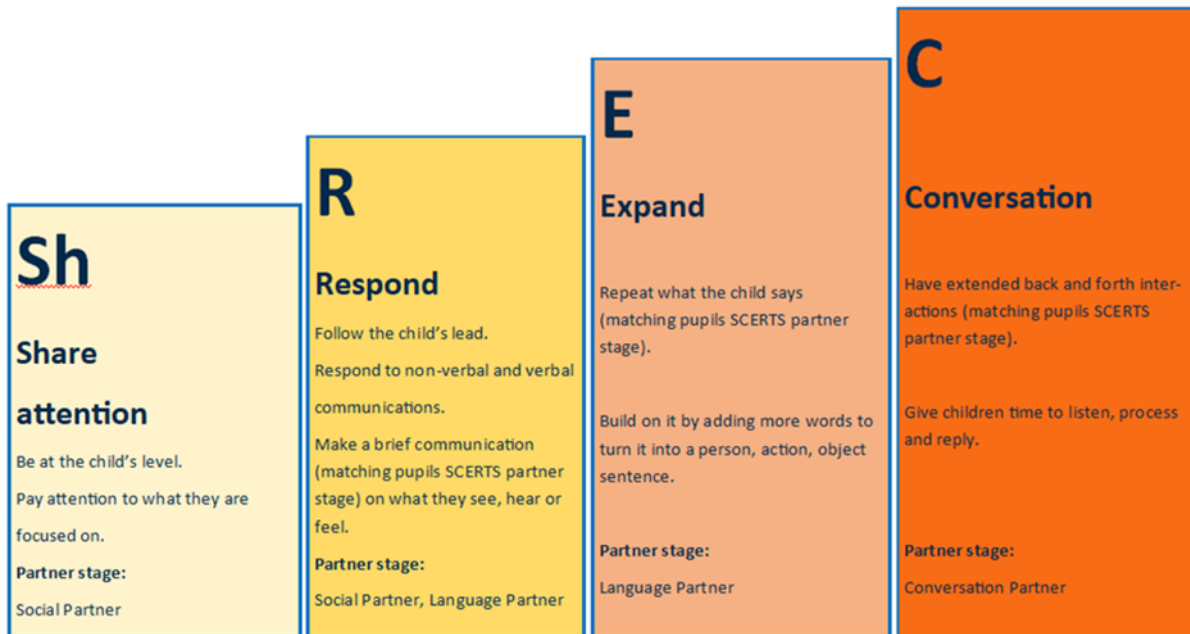 Sh
Share
attention
Be at the child's level.
Pay attention to what they are
focused on.
Partner stage:
Social Partner
R
Respond
Follow the child's lead.
Respond to non-verbal and verbal
communications.
Make a brief communication
(matching pupils SCERTS partner
stage) on what they see, hear or
feel.
Partner stage:
Social Partner, Language Partner
E
Expand
Repeat what the child says
(matching pupils SCERTS partner
stage).
Build on it by adding more words to
turn it into a person, action, object
sentence.
Partner stage:
Language Partner
C
Conversation
Have extended back and forth inter-
actions (matching pupils SCERTS
partner stage).
Give children time to listen, process
and reply.
Partner stage:
Conversation Partner